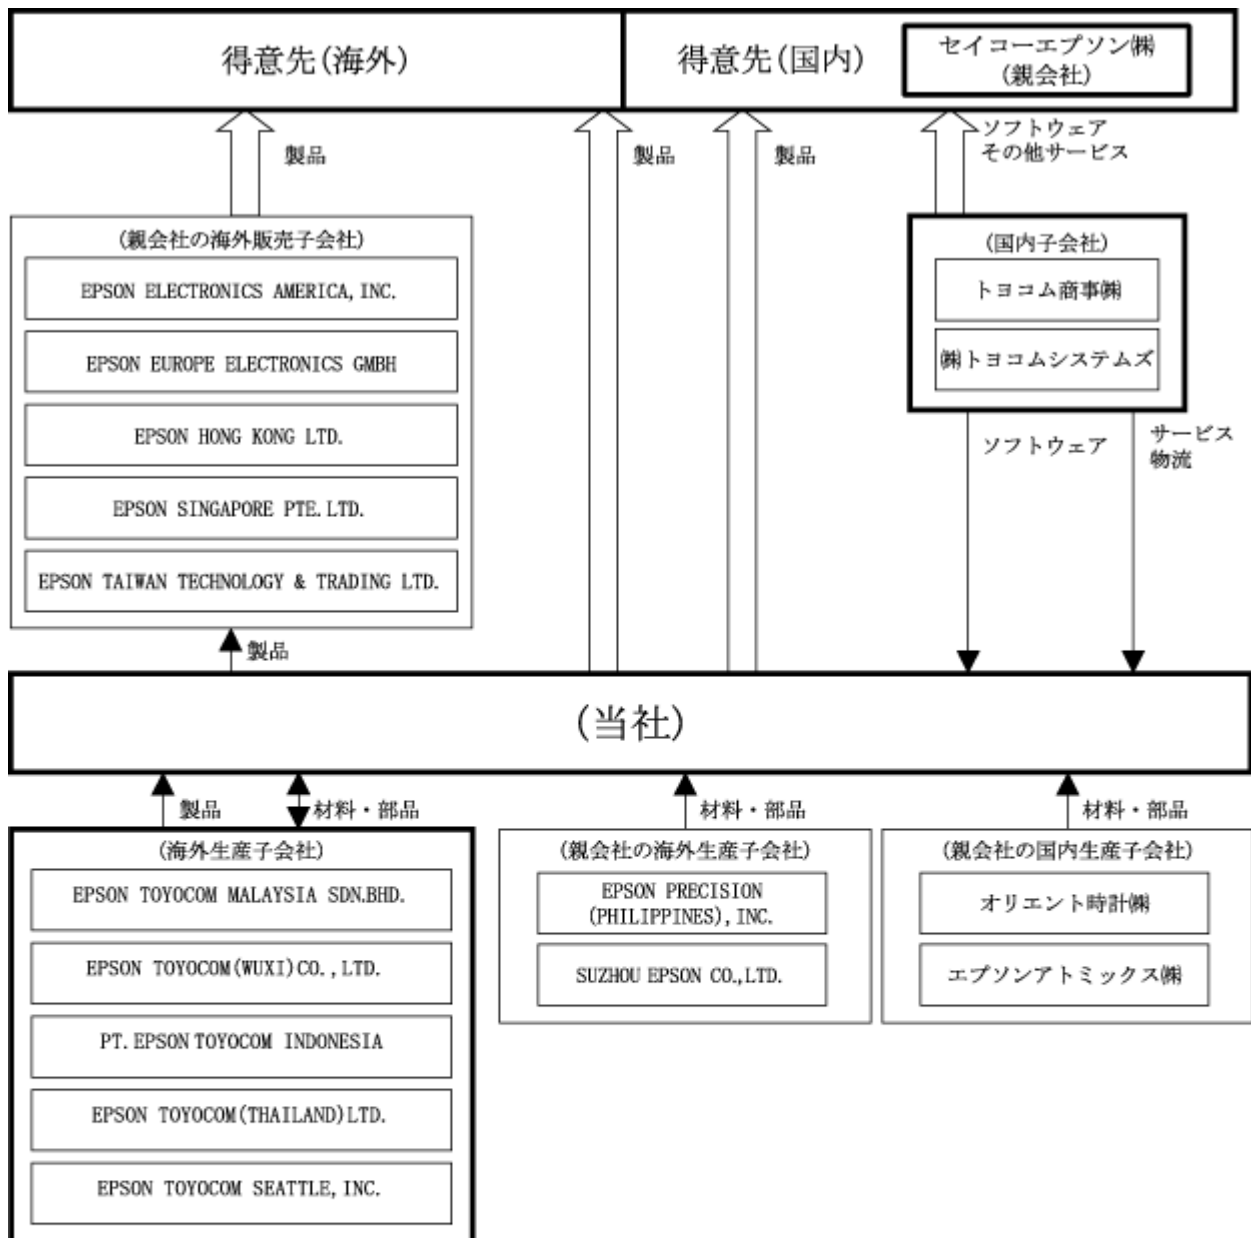 得意先(海外)
得意先(国内)
セイコーエプソン㈱
(親会社)
製品
製品
製品
ソフトウェア
その他サービス
(親会社の海外販売子会社)
EPSON ELECTRONICS AMERICA, INC.
EPSON EUROPE ELECTRONICS GMBH
EPSON HONG KONG LTD.
EPSON SINGAPORE PTE. LTD.
EPSON TAIWAN TECHNOLOGY & TRADING LTD.
(国内子会社)
トヨコム商事㈱
㈱トヨコムシステムズ
ソフトウェア
サービス
物流
製品
(当社)
製品
材料・部品
材料・部品
材料・部品
(海外生産子会社)
EPSON TOYOCOM MALAYSIA SDN.BHD.
EPSON TOYOCOM(WUXI)CO.,LTD.
PT. EPSON TOYOCOM INDONESIA
EPSON TOYOCOM(THAILAND)LTD.
EPSON TOYOCOM SEATTLE, INC.
(親会社の海外生産子会社)
EPSON PRECISION
(PHILIPPINES), INC.
SUZHOU EPSON CO.,LTD.
(親会社の国内生産子会社)
オリエント時計㈱
エプソンアトミックス㈱